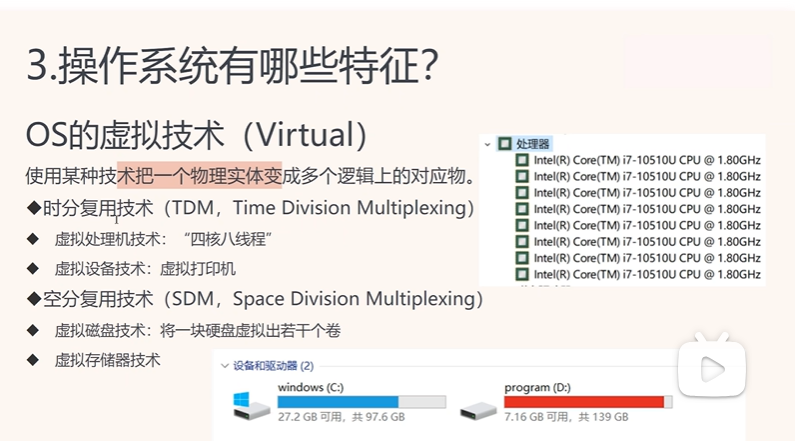 3.操作系统有哪些特征？
OS的虚拟技术（Virtual）
使用某种技术把一个物理实体变成多个逻辑上的对应物。
◆时分复用技术（TDM，Time Division Multiplexing）
◆ 虚拟处理机技术：“四核八线程”
◆ 虚拟设备技术：虚拟打印机
◆空分复用技术（SDM，Space Division Multiplexing）
◆ 虚拟磁盘技术：将一块硬盘虚拟出若干个卷
◆ 虚拟存储器技术
处理器
Intel(R) Core(TM) i7-10510U CPU @ 1.80GHz
Intel(R) Core(TM) i7-10510U CPU @ 1.80GHz
Intel(R) Core(TM) i7-10510U CPU @ 1.80GHz
Intel(R) Core(TM) i7-10510U CPU @ 1.80GHz
Intel(R) Core(TM) i7-10510U CPU @ 1.80GHz
Intel(R) Core(TM) i7-10510U CPU @ 1.80GHz
Intel(R) Core(TM) i7-10510U CPU @ 1.80GHz
Intel(R) Core(TM) i7-10510U CPU @ 1.80GHz
设备和驱动器 (2)
windows (C:)
27.2 GB 可用，共 97.6 GB
program (D:)
7.16 GB 可用，共 139 GB